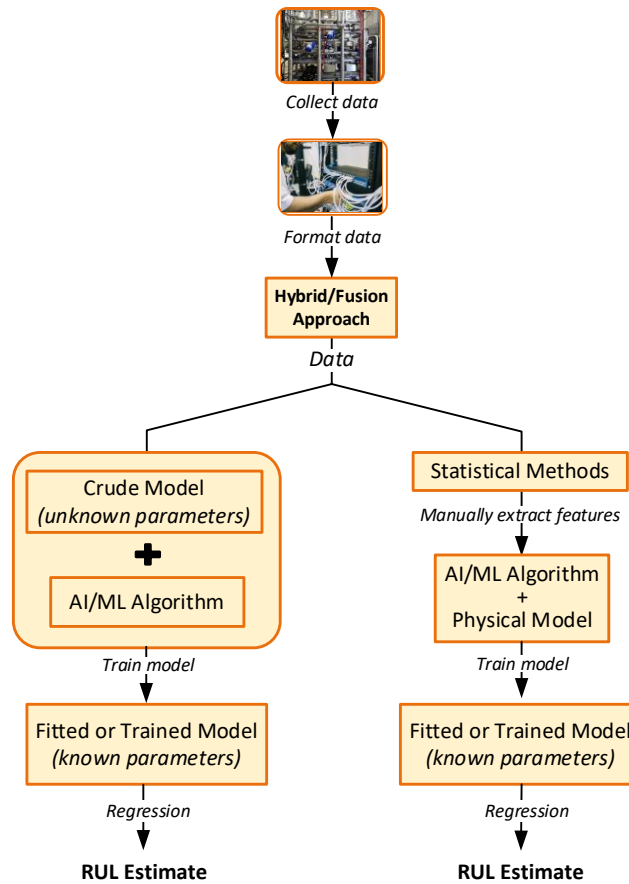 Collect data
Format data
Hybrid/Fusion
Approach
Data
Crude Model
(unknown parameters)
+
AI/ML Algorithm
Train model
Fitted or Trained Model
(known parameters)
Regression
RUL Estimate
Statistical Methods
Manually extract features
AI/ML Algorithm
+
Physical Model
Train model
Fitted or Trained Model
(known parameters)
Regression
RUL Estimate